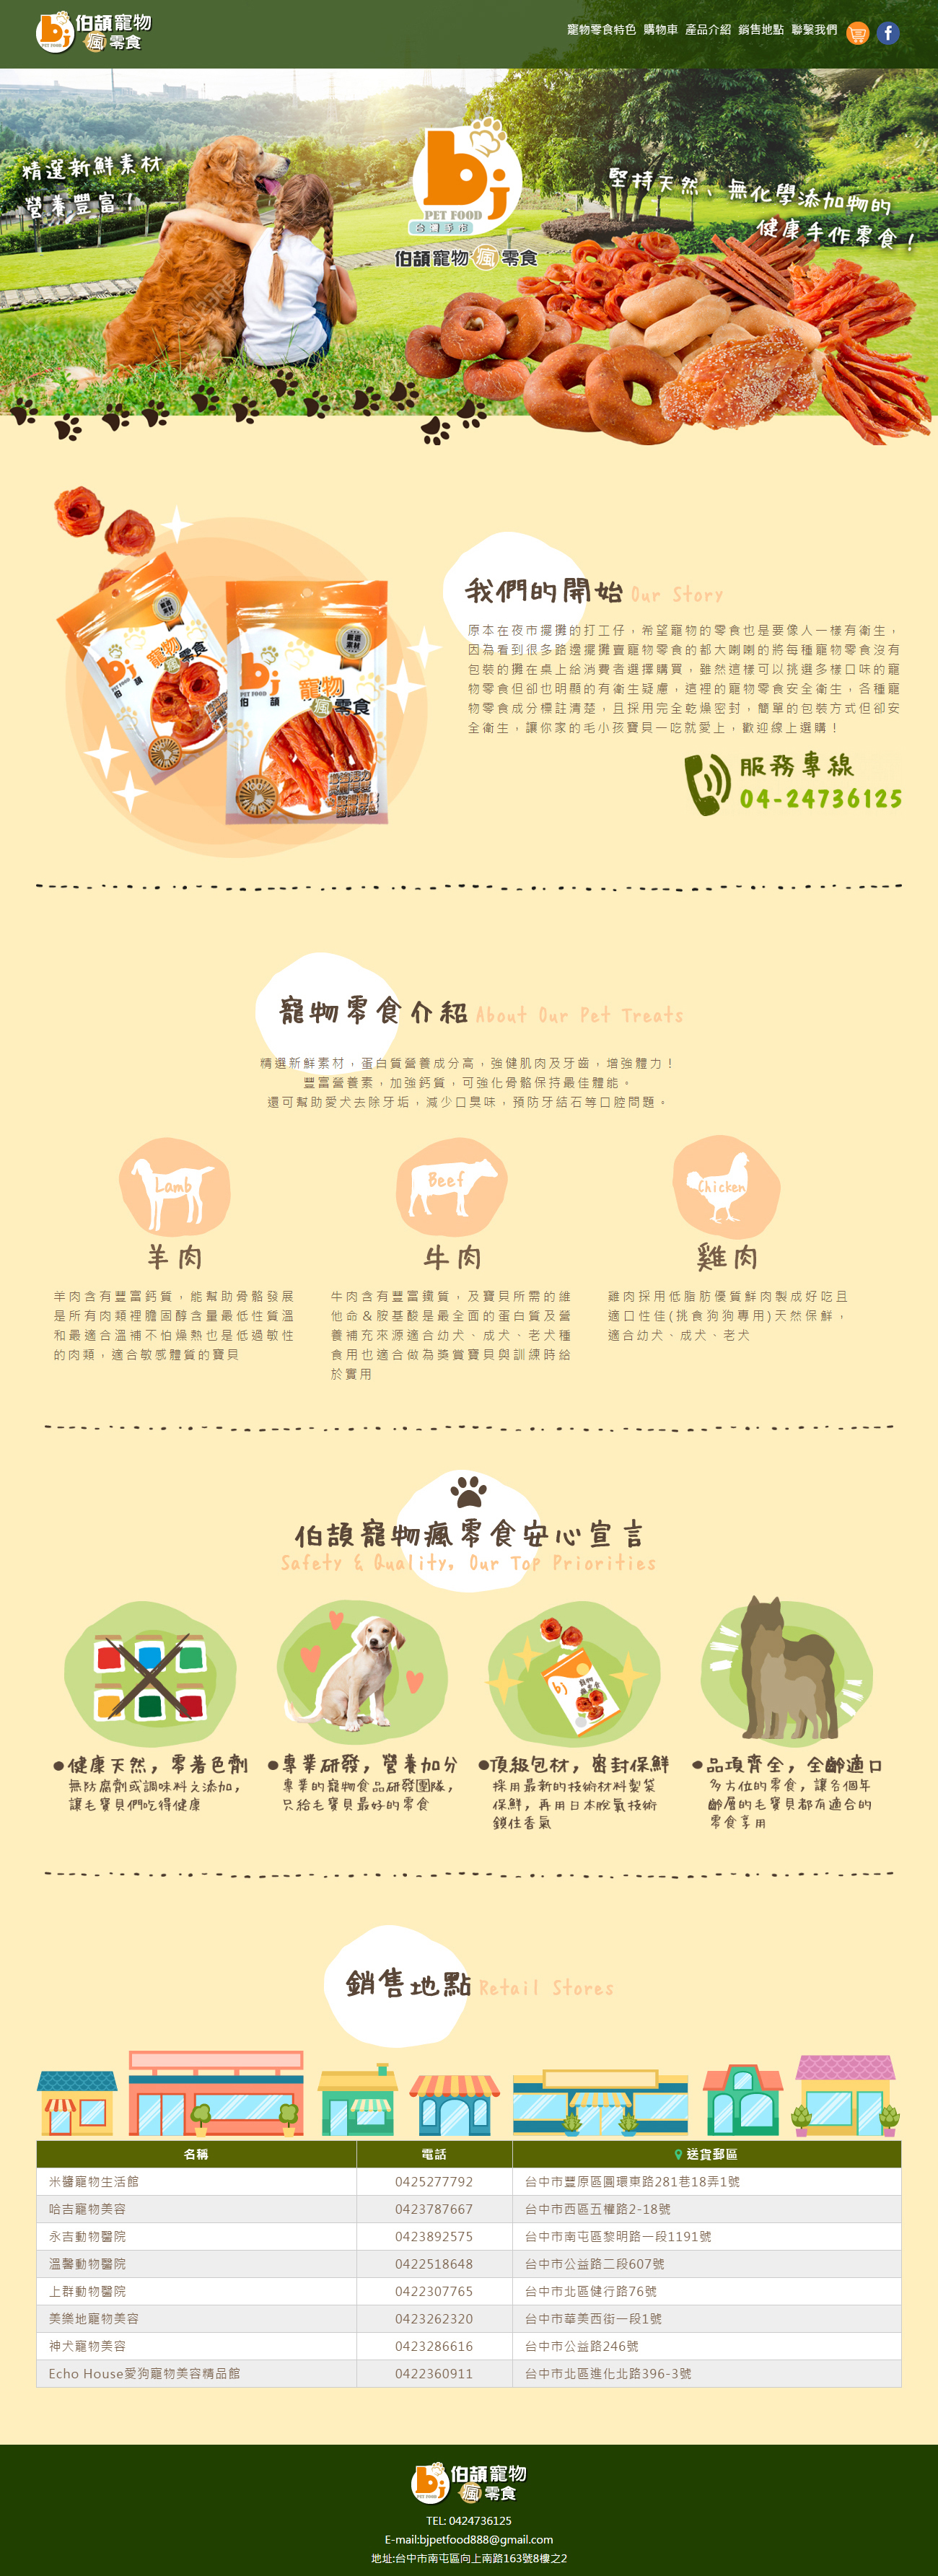 bj
PET FOOD
伯頡寵物
瘋零食
寵物零食特色 購物車 產品介紹 銷售地點 聯繫我們
精選新鮮素材
營養豐富！
bj
PET FOOD
台灣手作
伯頡寵物瘋零食
堅持天然、無化學添加物的
健康手作零食！
bj
PET FOOD
伯頡
寵物
瘋零食
嚴選
素材
bj
PET FOOD
伯頡
寵物
瘋零食
嚴選
素材
我們的開始 Our Story
原本在夜市擺攤的打工仔，希望寵物的零食也是要像人一樣有衛生，
因為看到很多路邊擺攤賣寵物零食的都大喇喇的將每種寵物零食沒有
包裝的攤在桌上給消費者選擇購買，雖然這樣可以挑選多樣口味的寵
物零食但卻也明顯的有衛生疑慮，這裡的寵物零食安全衛生，各種寵
物零食成分標註清楚，且採用完全乾燥密封，簡單的包裝方式但卻安
全衛生，讓你家的毛小孩寶貝一吃就愛上，歡迎線上選購！
服務專線
04-24736125
寵物零食介紹 About Our Pet Treats
精選新鮮素材，蛋白質營養成分高，強健肌肉及牙齒，增強體力！
豐富營養素，加強鈣質，可強化骨骼保持最佳體能。
還可幫助愛犬去除牙垢，減少口臭味，預防牙結石等口腔問題。
Lamb
羊肉
羊肉含有豐富鈣質，能幫助骨骼發展
是所有肉類裡膽固醇含量最低性質溫
和最適合溫補不怕燥熱也是低過敏性
的肉類，適合敏感體質的寶貝
Beef
牛肉
牛肉含有豐富鐵質，及寶貝所需的維
他命＆胺基酸是最全面的蛋白質及營
養補充來源適合幼犬、成犬、老犬種
食用也適合做為獎賞寶貝與訓練時給
於實用
Chicken
雞肉
雞肉採用低脂肪優質鮮肉製成好吃且
適口性佳(挑食狗狗專用)天然保鮮，
適合幼犬、成犬、老犬
伯頡寵物瘋零食安心宣言
Safety & Quality, Our Top Priorities
●健康天然，零著色劑
無防腐劑或調味料之添加，
讓毛寶貝們吃得健康
●專業研發，營養加分
專業的寵物食品研發團隊，
只給毛寶貝最好的零食
bj
●頂級包材，密封保鮮
採用最新的技術材料製袋
保鮮，再用日本脫氧技術
鎖住香氣
●品項齊全，全齡適口
多方位的零食，讓各個年
齡層的毛寶貝都有適合的
零食享用
銷售地點 Retail Stores
名稱 電話 送貨郵區
米醬寵物生活館 0425277792 台中市豐原區圓環東路281巷18弄1號
哈吉寵物美容 0423787667 台中市西區五權路2-18號
永吉動物醫院 0423892575 台中市南屯區黎明路一段1191號
溫馨動物醫院 0422518648 台中市公益路二段607號
上群動物醫院 0422307765 台中市北區健行路76號
美樂地寵物美容 0423262320 台中市華美西街一段1號
神犬寵物美容 0423286616 台中市公益路246號
Echo House愛狗寵物美容精品館 0422360911 台中市北區進化北路396-3號
bj
PET FOOD
伯頡寵物
瘋零食
TEL: 0424736125
E-mail:bjpetfood888@gmail.com
地址:台中市南屯區向上南路163號8樓之2